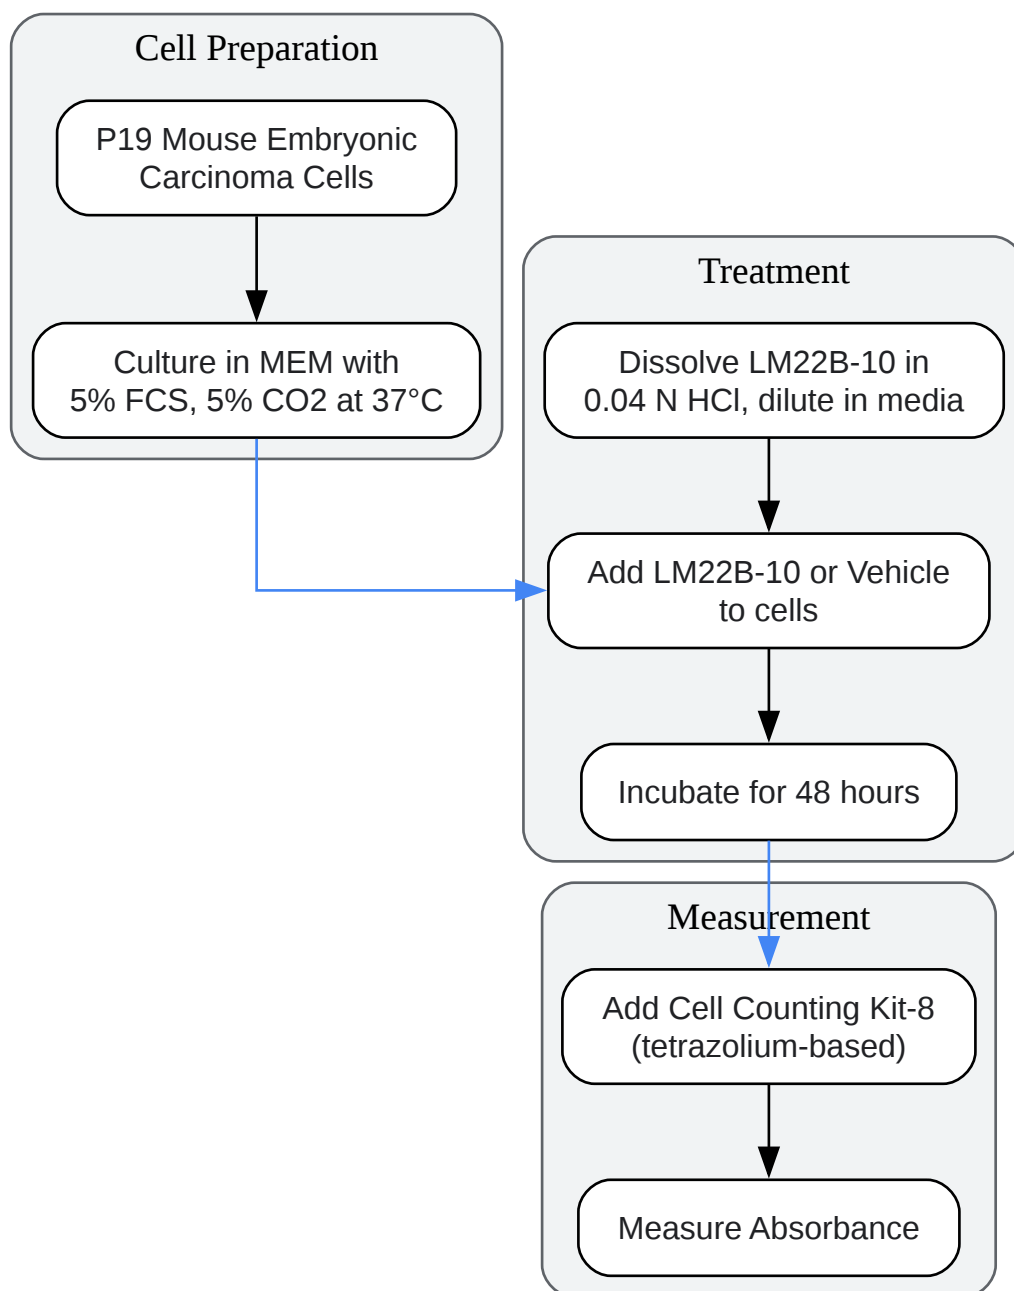 Cell Preparation
P19 Mouse Embryonic
Carcinoma Cells
Culture in MEM with
5% FCS, 5% CO2 at 37°C
Treatment
Dissolve LM22B-10 in
0.04 N HCl, dilute in media
Add LM22B-10 or Vehicle
to cells
Incubate for 48 hours
Measurement
Add Cell Counting Kit-8
(tetrazolium-based)
Measure Absorbance